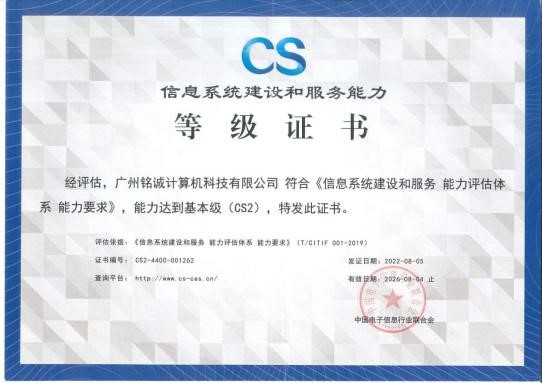 CS
信息系统建设和服务能力
等级证书
经评估，广州铭诚计算机科技有限公司 符合《信息系统建设和服务 能力评估体
系 能力要求》，能力达到基本级（CS2），特发此证书。
评估依据：《信息系统建设和服务 能力评估体系 能力要求》（T/CITIF 001-2019）
证书编号：CS2-4400-001262
发证日期：2022-08-05
查询平台：http://www.cs-cas.cn/
有效日期：2026-08-04 止
中国电子信息行业联合会